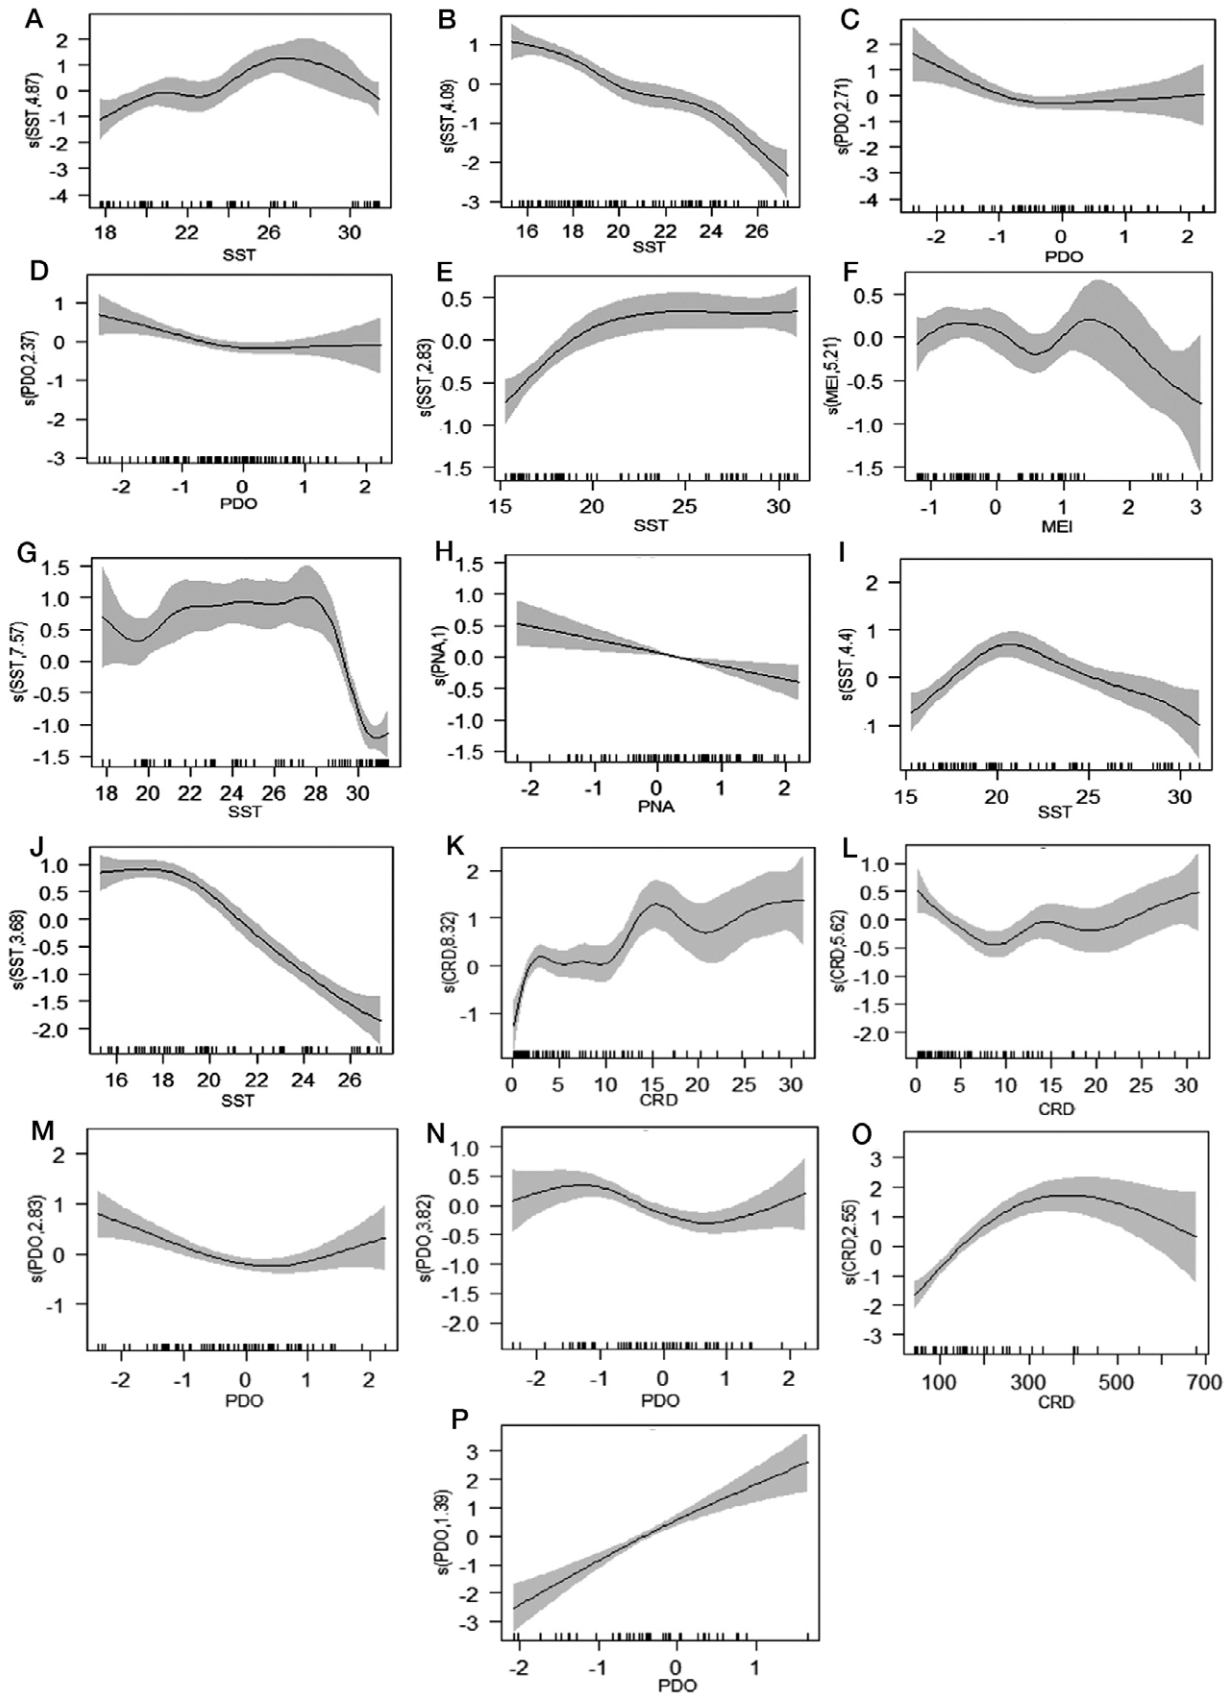 A
s(SST,4.87)
2
1
0
-1
-2
-3
-4
18 22 26 30
SST
B
s(SST,4.09)
1
0
-1
-2
-3
16 18 20 22 24 26
SST
C
s(PDO,2.71)
2
1
0
-1
-2
-3
-4
-2 -1 0 1 2
PDO
D
s(PDO,2.37)
1
0
-1
-2
-3
-2 -1 0 1 2
PDO
E
s(SST,2.83)
0.5
0.0
-0.5
-1.0
-1.5
15 20 25 30
SST
F
s(MEI,5.21)
0.5
0.0
-0.5
-1.0
-1.5
-1 0 1 2 3
MEI
G
s(SST,7.57)
1.5
1.0
0.5
0.0
-0.5
-1.0
-1.5
18 20 22 24 26 28 30
SST
H
s(PNA,1)
1.5
1.0
0.5
0.0
-0.5
-1.0
-1.5
-2 -1 0 1 2
PNA
I
s(SST,4.4)
2
1
0
-1
15 20 25 30
SST
J
s(SST,3.68)
1.0
0.5
0.0
-0.5
-1.0
-1.5
-2.0
16 18 20 22 24 26
SST
K
s(CRD,8.32)
2
1
0
-1
0 5 10 15 20 25 30
CRD
L
s(CRD,5.62)
1.0
0.5
0.0
-0.5
-1.0
-1.5
-2.0
0 5 10 15 20 25 30
CRD
M
s(PDO,2.83)
2
1
0
-1
-2 -1 0 1 2
PDO
N
s(PDO,3.82)
1.0
0.5
0.0
-0.5
-1.0
-1.5
-2.0
-2 -1 0 1 2
PDO
O
s(CRD,2.55)
3
2
1
0
-1
-2
-3
100 300 500 700
CRD
P
s(PDO,1.39)
3
2
1
0
-1
-2
-3
-2 -1 0 1
PDO